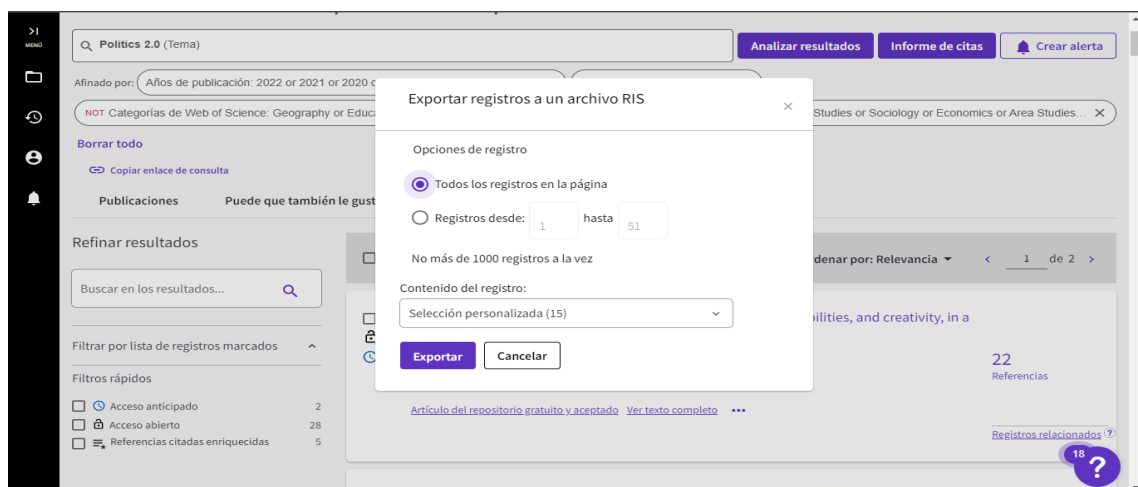 >I
MENÚ
Politics 2.0 (Tema)
Analizar resultados
Informe de citas
Crear alerta
Afinado por:
Años de publicación: 2022 or 2021 or 2020
NOT Categorías de Web of Science: Geography or
Studies or Sociology or Economics or Area Studies...
Borrar todo
Copiar enlace de consulta
Publicaciones
Puede que también le
Exportar registros a un archivo RIS
Opciones de registro
Todos los registros en la página
Registros desde: 1 hasta 51
No más de 1000 registros a la vez
Contenido del registro:
Selección personalizada (15)
Exportar
Cancelar
Refinar resultados
Buscar en los resultados...
Filtrar por lista de registros marcados
Filtros rápidos
Acceso anticipado 2
Acceso abierto 28
Referencias citadas enriquecidas 5
por: Relevancia
1 de 2
and creativity, in a
22
Referencias
Artículo del repositorio gratuito y aceptado Ver texto completo
Registros relacionados ?
18
?